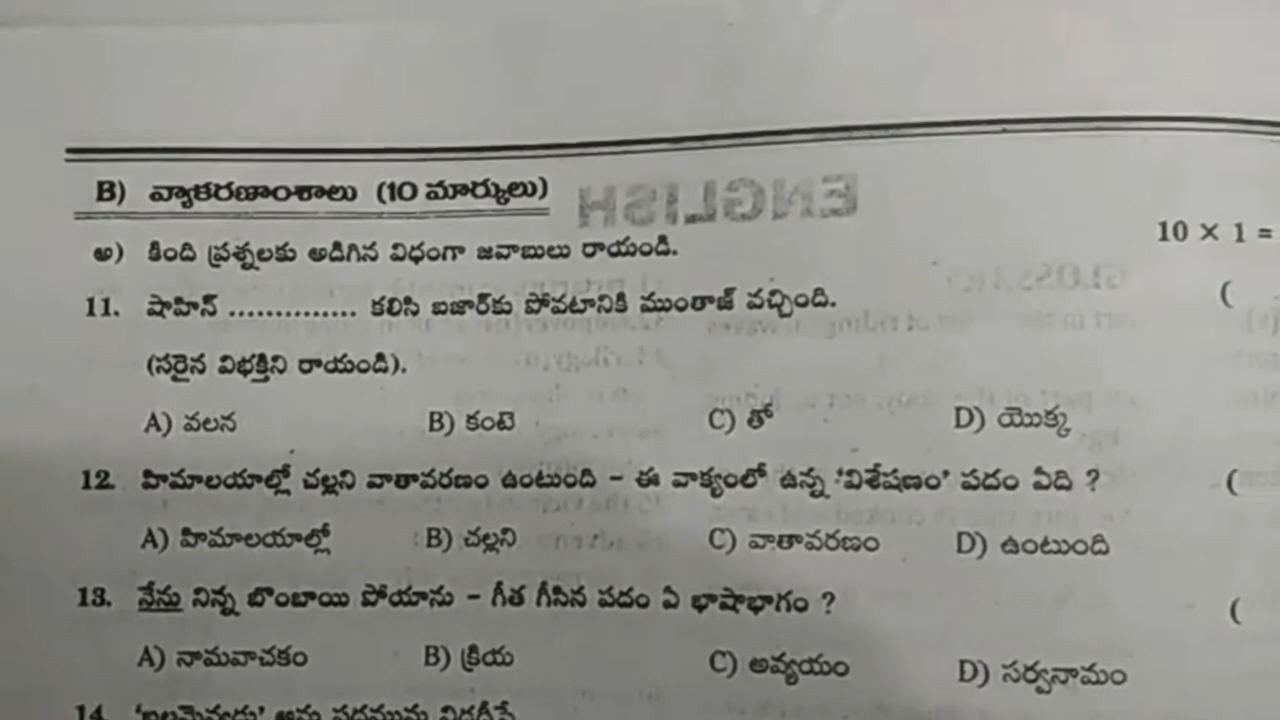 B) వ్యాకరణాంశాలు (10 మార్కులు)
అ) కింది ప్రశ్నలకు అడిగిన విధంగా జవాబులు రాయండి. 10 × 1 =
11. షాహిన్ .............. కలిసి బజార్‌కు పోవటానికి ముంతాజ్ వచ్చింది. (
(సరైన విభక్తిని రాయండి).
A) వలన B) కంటె C) తో D) యొక్క
12. హిమాలయాల్లో చల్లని వాతావరణం ఉంటుంది - ఈ వాక్యంలో ఉన్న 'విశేషణం' పదం ఏది ? (
A) హిమాలయాల్లో B) చల్లని C) వాతావరణం D) ఉంటుంది
13. నేను నిన్న బొంబాయి పోయాను - గీత గీసిన పదం ఏ భాషాభాగం ? (
A) నామవాచకం B) క్రియ C) అవ్యయం D) సర్వనామం
14.